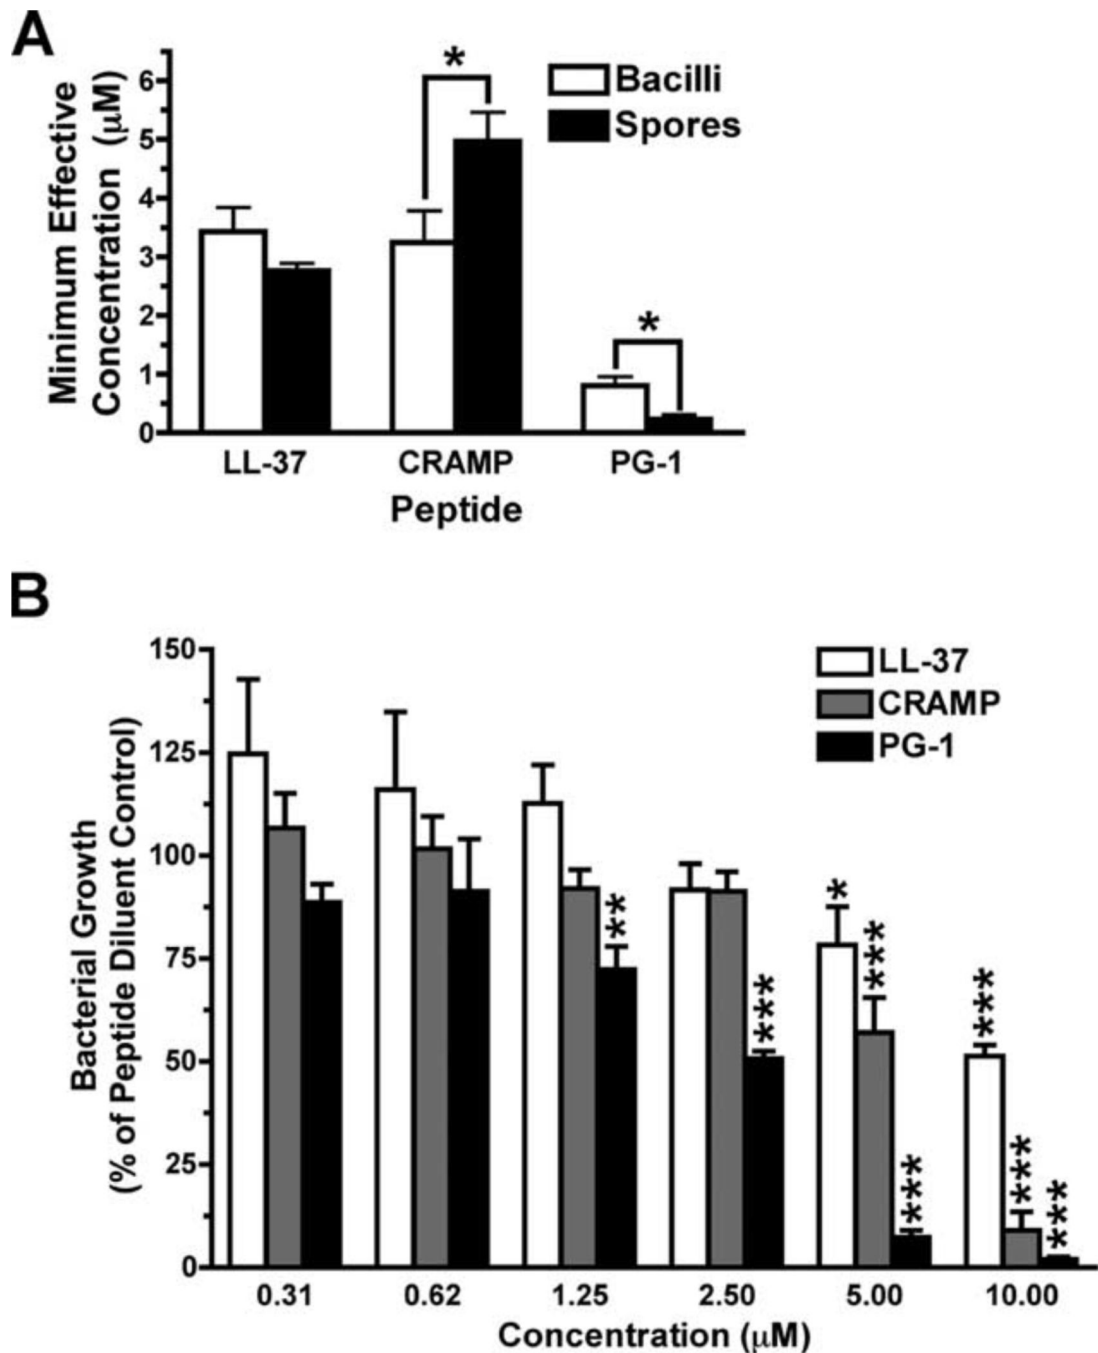 A
Minimum Effective
Concentration (μM)
6
5
4
3
2
1
0
*
*
Bacilli
Spores
LL-37
CRAMP
PG-1
Peptide
B
Bacterial Growth
(% of Peptide Diluent Control)
150
125
100
75
50
25
0
LL-37
CRAMP
PG-1
**
***
*
***
***
***
***
***
0.31
0.62
1.25
2.50
5.00
10.00
Concentration (μM)